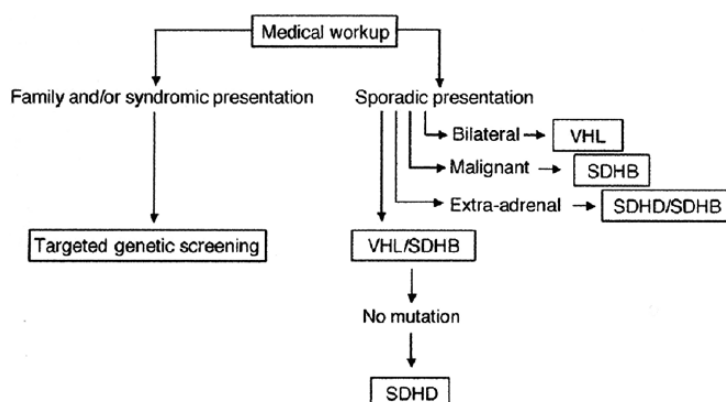 Medical workup
Family and/or syndromic presentation
Sporadic presentation
Bilateral
VHL
Malignant
SDHB
Extra-adrenal
SDHD/SDHB
Targeted genetic screening
VHL/SDHB
No mutation
SDHD